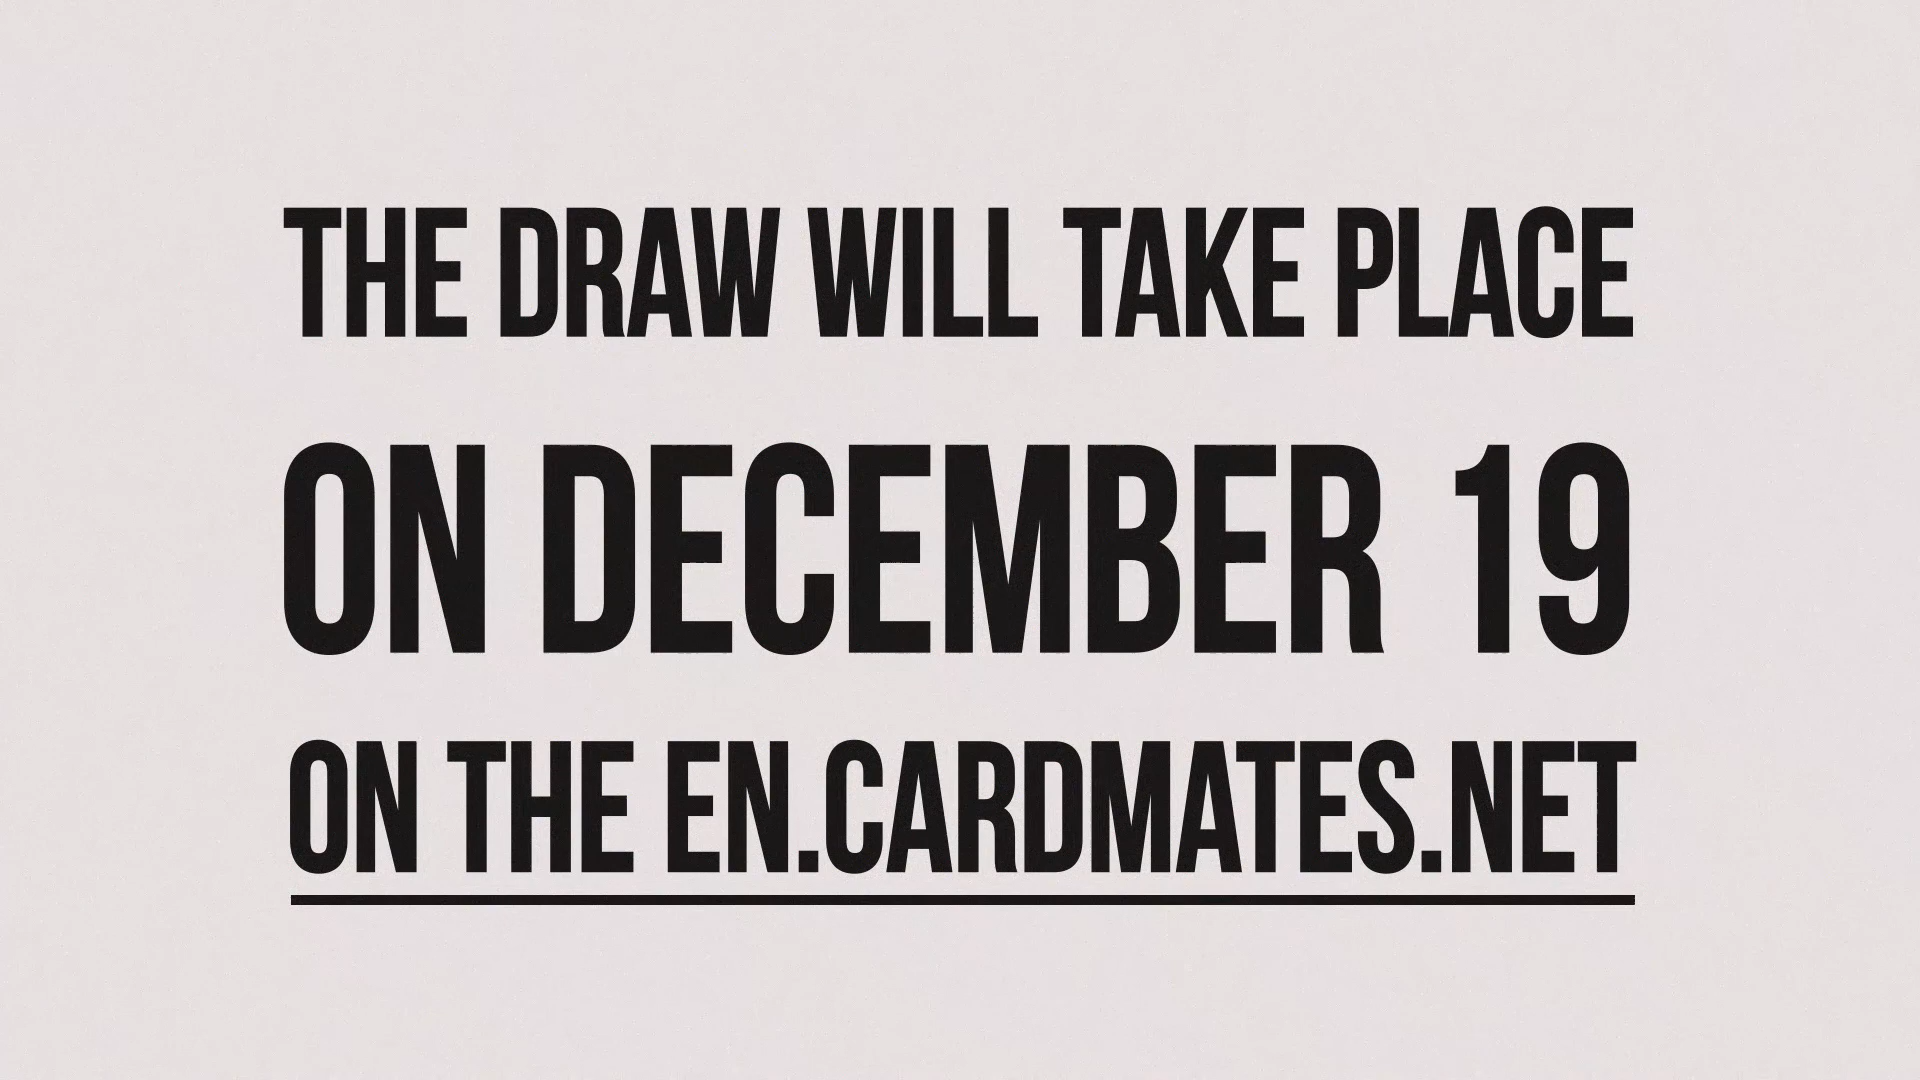 THE DRAW WILL TAKE PLACE
ON DECEMBER 19
ON THE EN.CARDMATES.NET